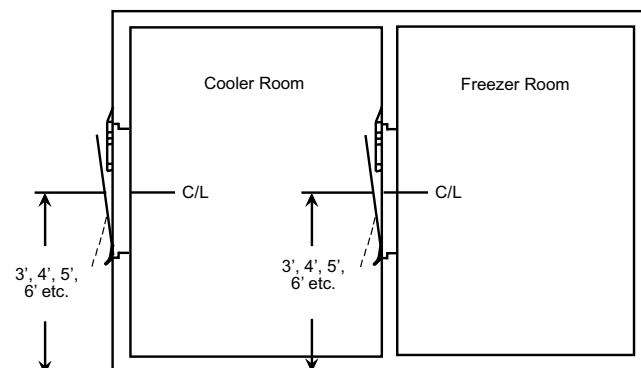 Cooler Room
Freezer Room
C/L
C/L
3’, 4’, 5’,
6’ etc.
3’, 4’, 5’,
6’ etc.